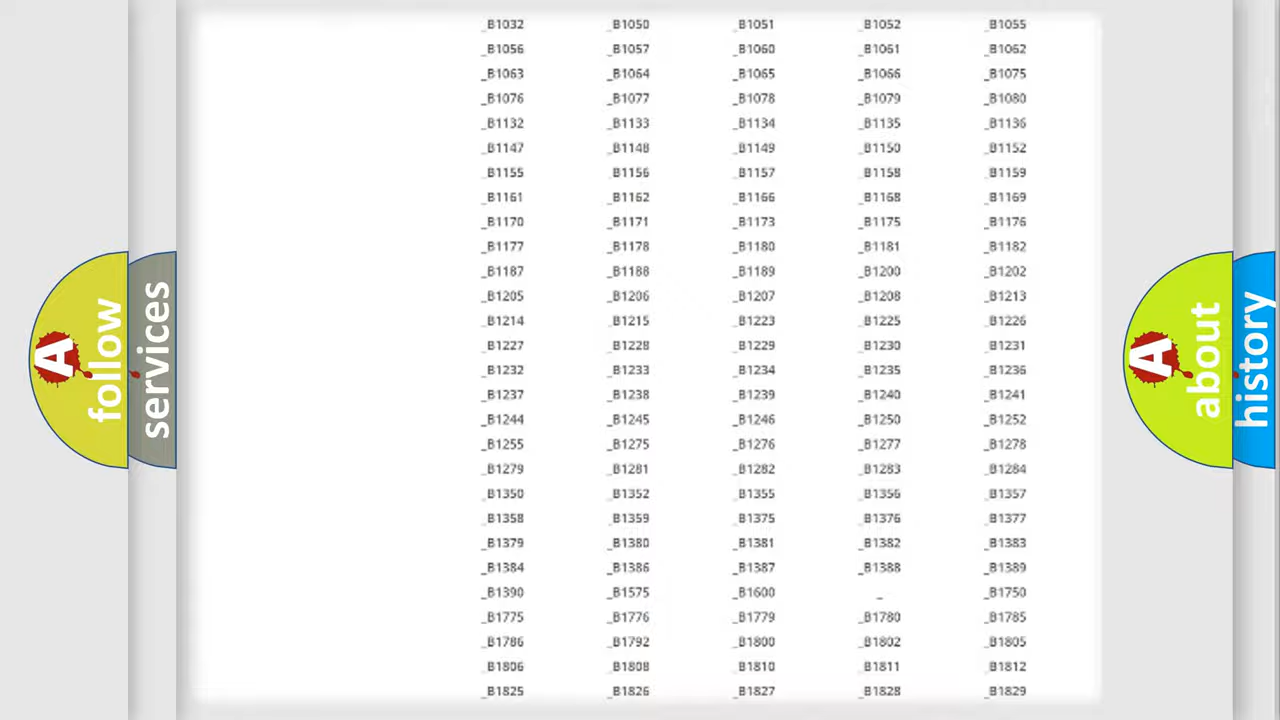 _B1032 _B1050 _B1051 _B1052 _B1055
_B1056 _B1057 _B1060 _B1061 _B1062
_B1063 _B1064 _B1065 _B1066 _B1075
_B1076 _B1077 _B1078 _B1079 _B1080
_B1132 _B1133 _B1134 _B1135 _B1136
_B1147 _B1148 _B1149 _B1150 _B1152
_B1155 _B1156 _B1157 _B1158 _B1159
_B1161 _B1162 _B1166 _B1168 _B1169
_B1170 _B1171 _B1173 _B1175 _B1176
_B1177 _B1178 _B1180 _B1181 _B1182
_B1187 _B1188 _B1189 _B1200 _B1202
_B1205 _B1206 _B1207 _B1208 _B1213
_B1214 _B1215 _B1223 _B1225 _B1226
_B1227 _B1228 _B1229 _B1230 _B1231
_B1232 _B1233 _B1234 _B1235 _B1236
_B1237 _B1238 _B1239 _B1240 _B1241
_B1244 _B1245 _B1246 _B1250 _B1252
_B1255 _B1275 _B1276 _B1277 _B1278
_B1279 _B1281 _B1282 _B1283 _B1284
_B1350 _B1352 _B1355 _B1356 _B1357
_B1358 _B1359 _B1375 _B1376 _B1377
_B1379 _B1380 _B1381 _B1382 _B1383
_B1384 _B1386 _B1387 _B1388 _B1389
_B1390 _B1575 _B1600 _ _B1750
_B1775 _B1776 _B1779 _B1780 _B1785
_B1786 _B1792 _B1800 _B1802 _B1805
_B1806 _B1808 _B1810 _B1811 _B1812
_B1825 _B1826 _B1827 _B1828 _B1829
A follow
services
A about
history